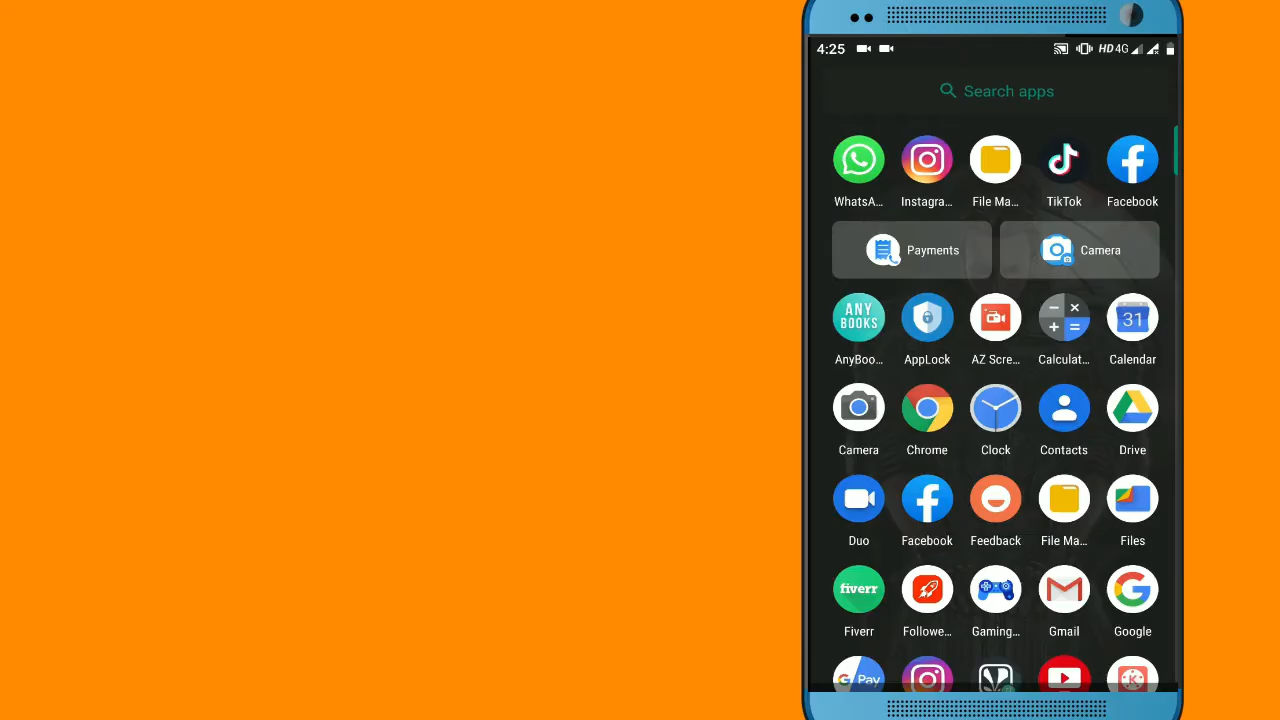 4:25 HD 4G
Search apps
WhatsA... Instagra... File Ma... TikTok Facebook
Payments Camera
ANY BOOKS
31
AnyBoo... AppLock AZ Scre... Calculat... Calendar
Camera Chrome Clock Contacts Drive
Duo Facebook Feedback File Ma... Files
fiverr
Fiverr Followe... Gaming... Gmail Google
G Pay